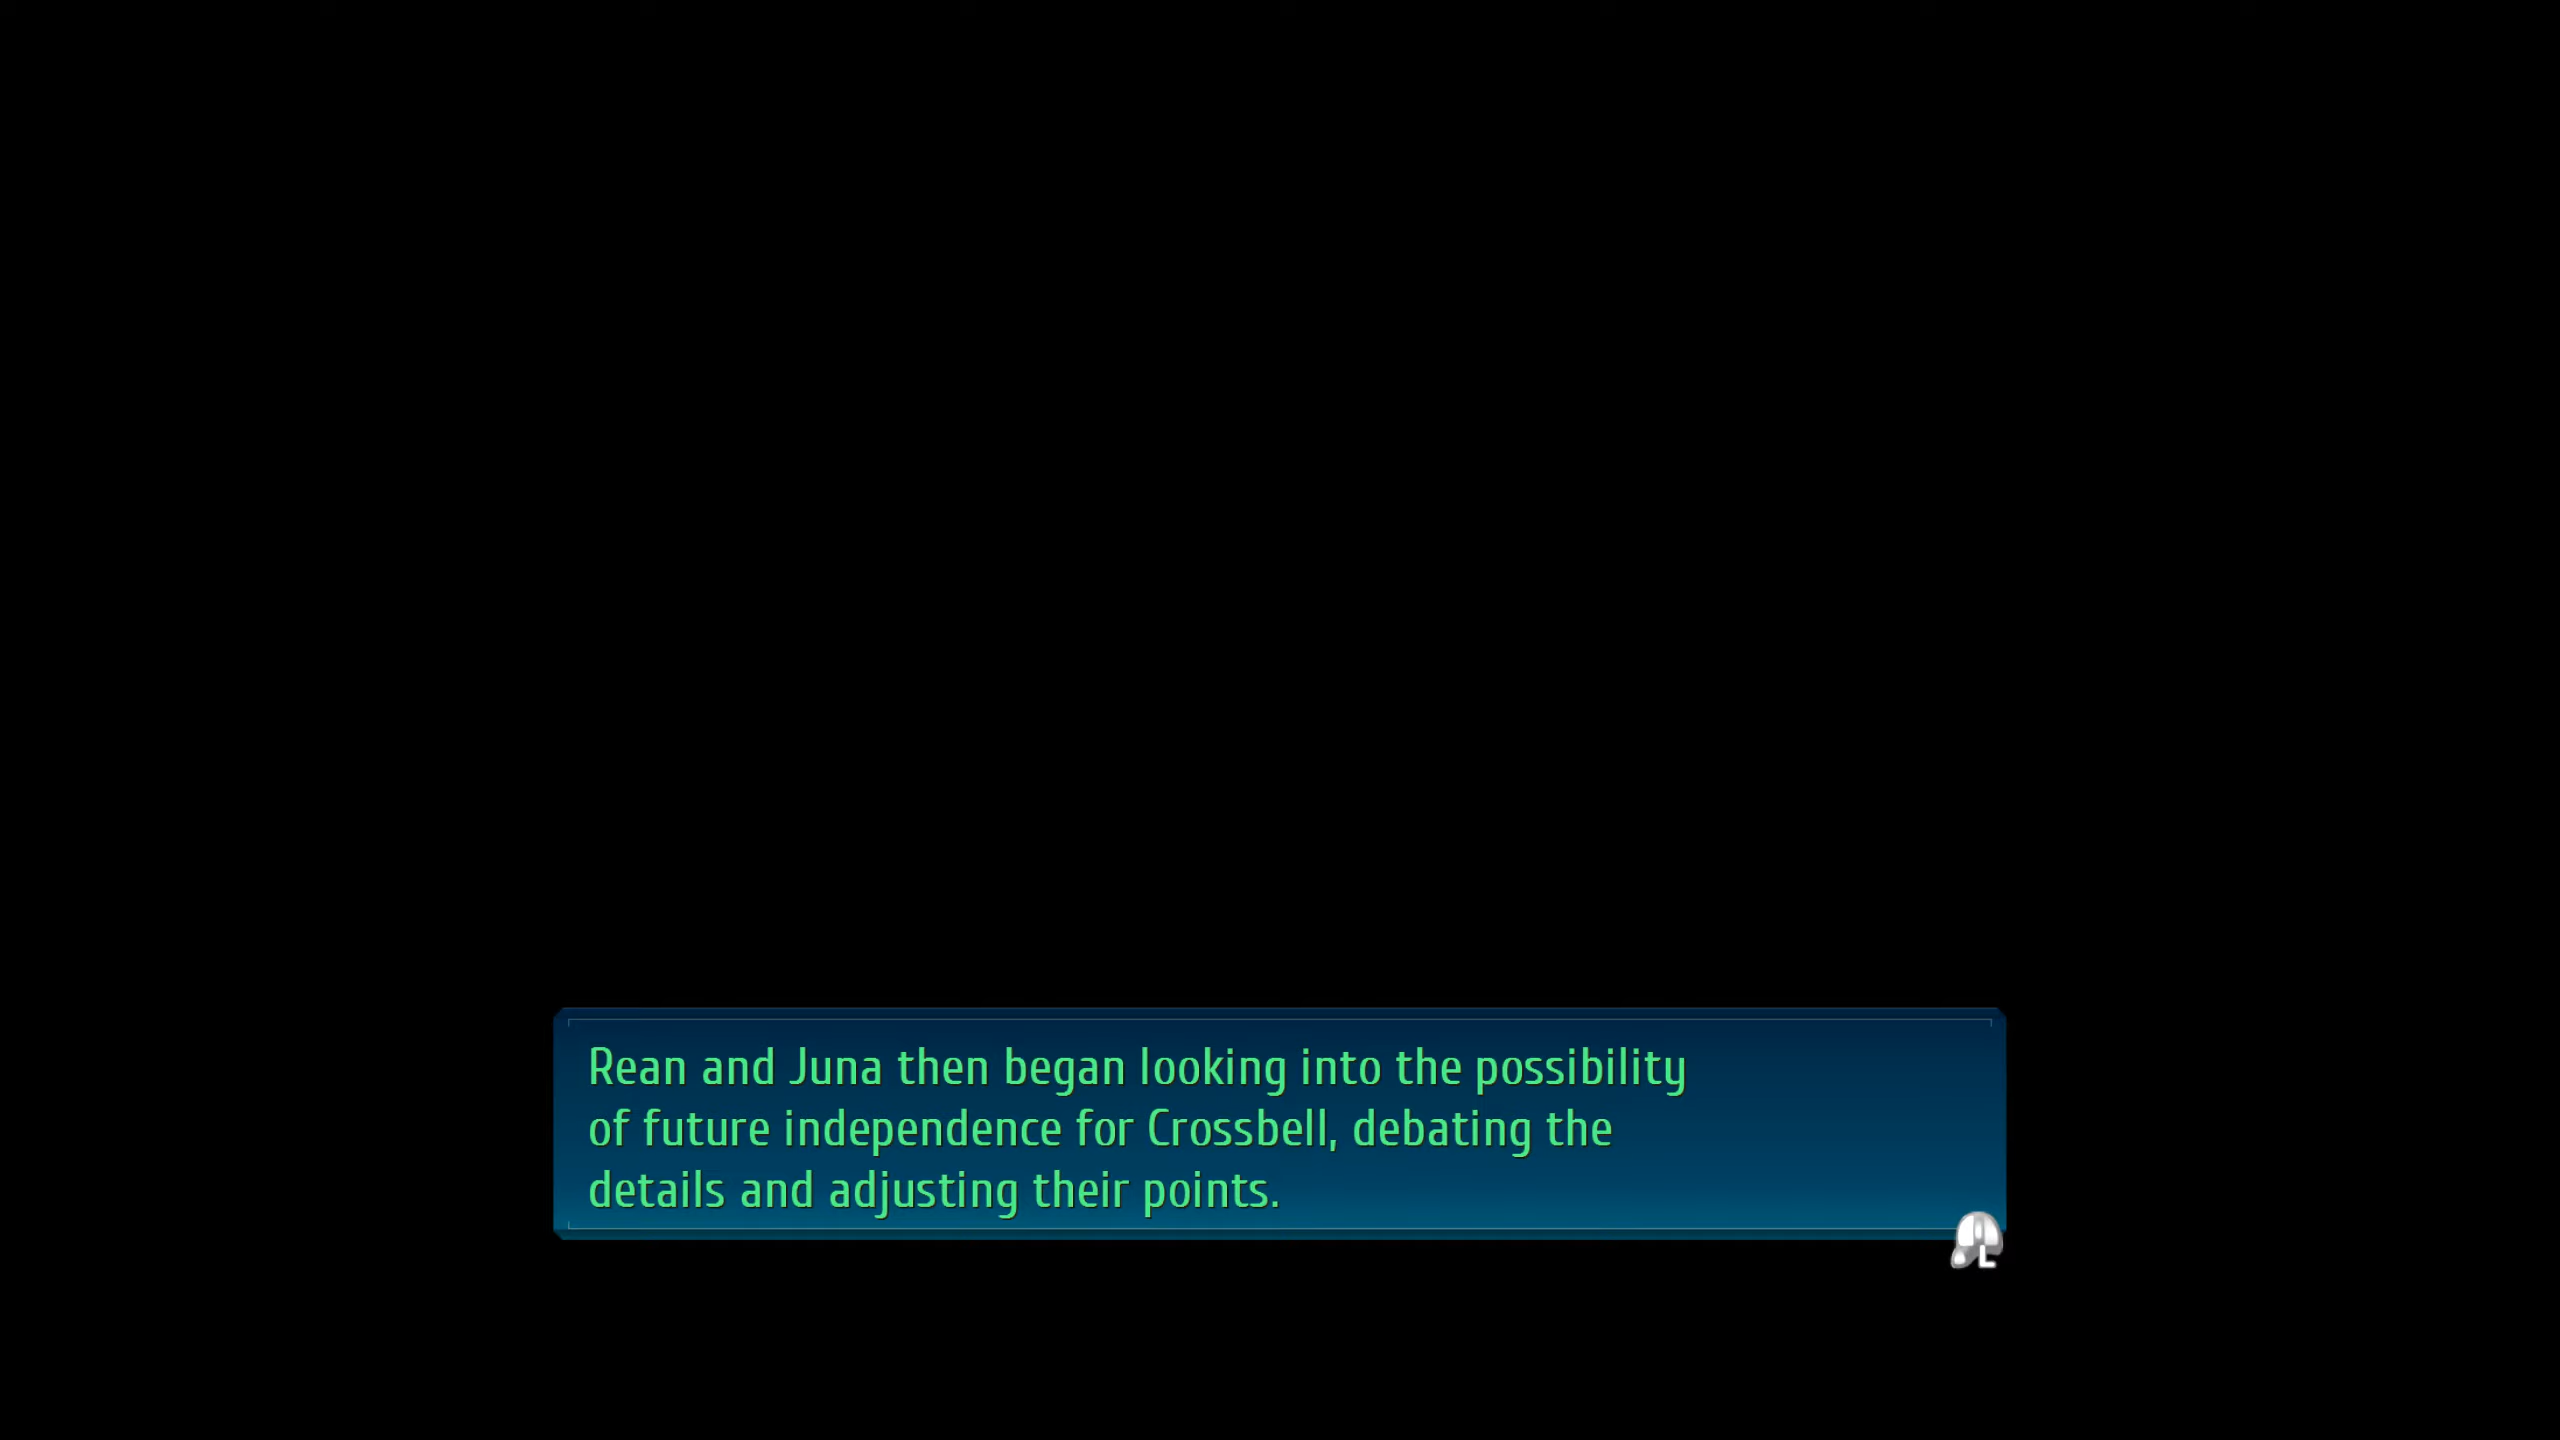 Rean and Juna then began looking into the possibility
of future independence for Crossbell, debating the
details and adjusting their points.
L